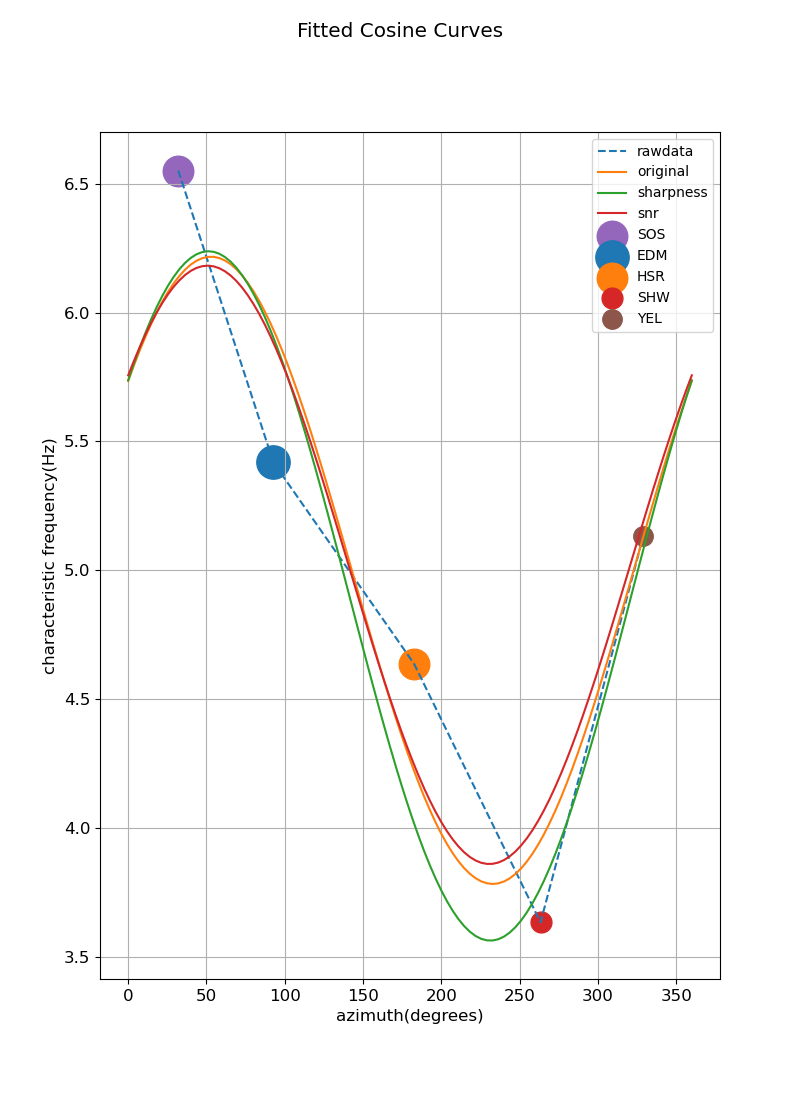 Fitted Cosine Curves
rawdata
original
sharpness
snr
SOS
EDM
HSR
SHW
YEL
characteristic frequency(Hz)
6.5
6.0
5.5
5.0
4.5
4.0
3.5
0 50 100 150 200 250 300 350
azimuth(degrees)